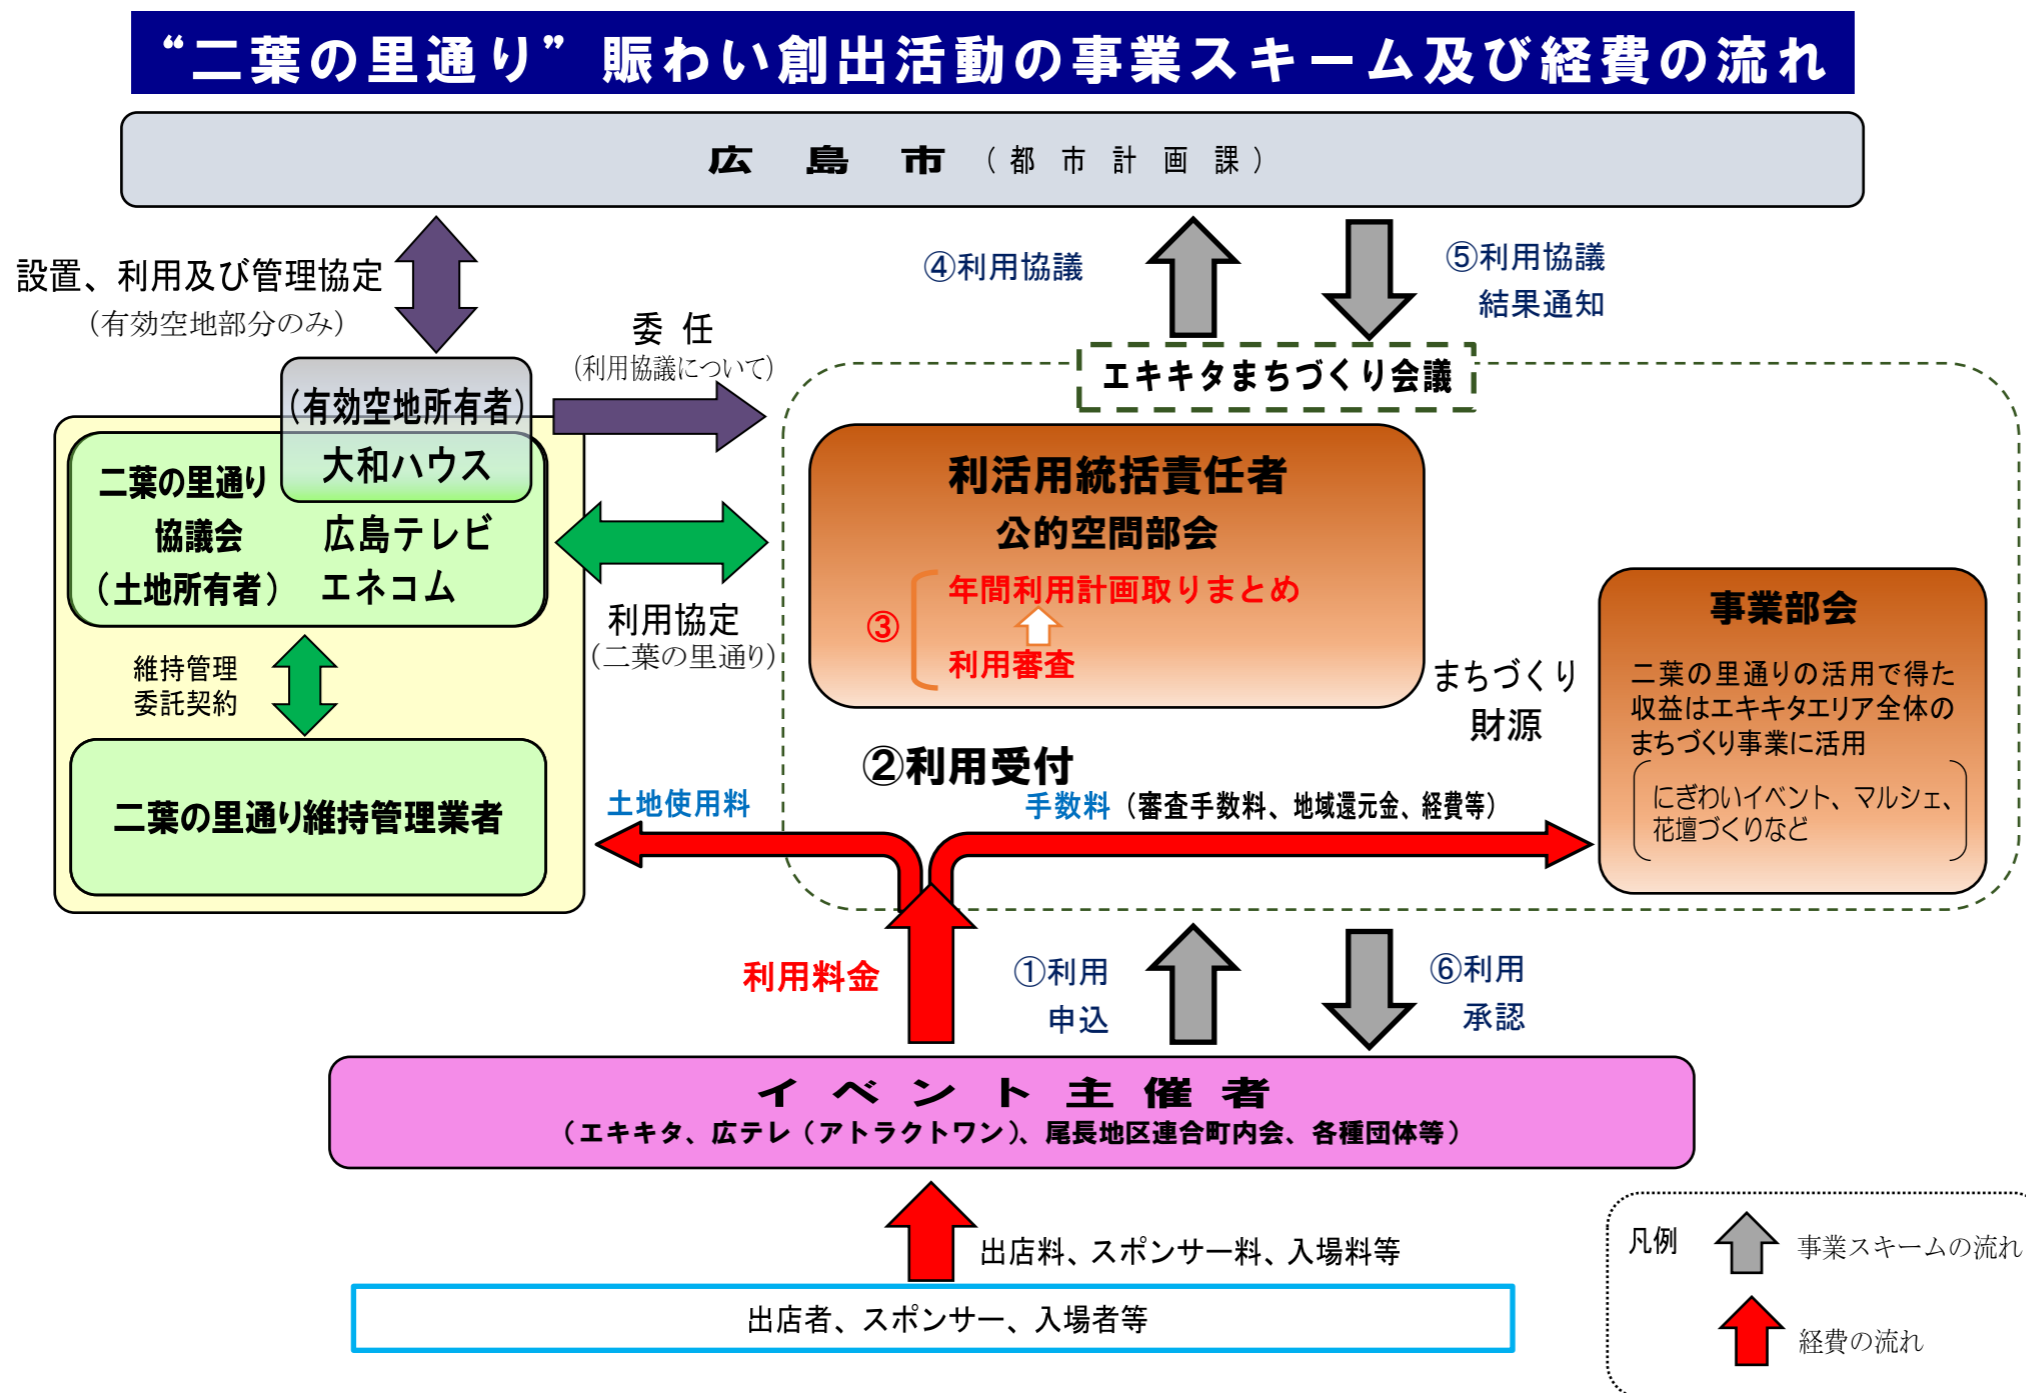 “二葉の里通り”賑わい創出活動の事業スキーム及び経費の流れ
広島市（都市計画課）
設置、利用及び管理協定
（有効空地部分のみ）
④利用協議
⑤利用協議
結果通知
委任
（利用協議について）
エキキタまちづくり会議
（有効空地所有者）
大和ハウス
二葉の里通り
協議会
（土地所有者）
広島テレビ
エネコム
利活用統括責任者
公的空間部会
③
年間利用計画取りまとめ
利用審査
利用協定
（二葉の里通り）
維持管理
委託契約
二葉の里通り維持管理業者
まちづくり
財源
事業部会
二葉の里通りの活用で得た
収益はエキキタエリア全体の
まちづくり事業に活用
にぎわいイベント、マルシェ、
花壇づくりなど
②利用受付
土地使用料
手数料（審査手数料、地域還元金、経費等）
利用料金
①利用
申込
⑥利用
承認
イベント主催者
（エキキタ、広テレ（アトラクトワン）、尾長地区連合町内会、各種団体等）
出店料、スポンサー料、入場料等
出店者、スポンサー、入場者等
凡例
事業スキームの流れ
経費の流れ